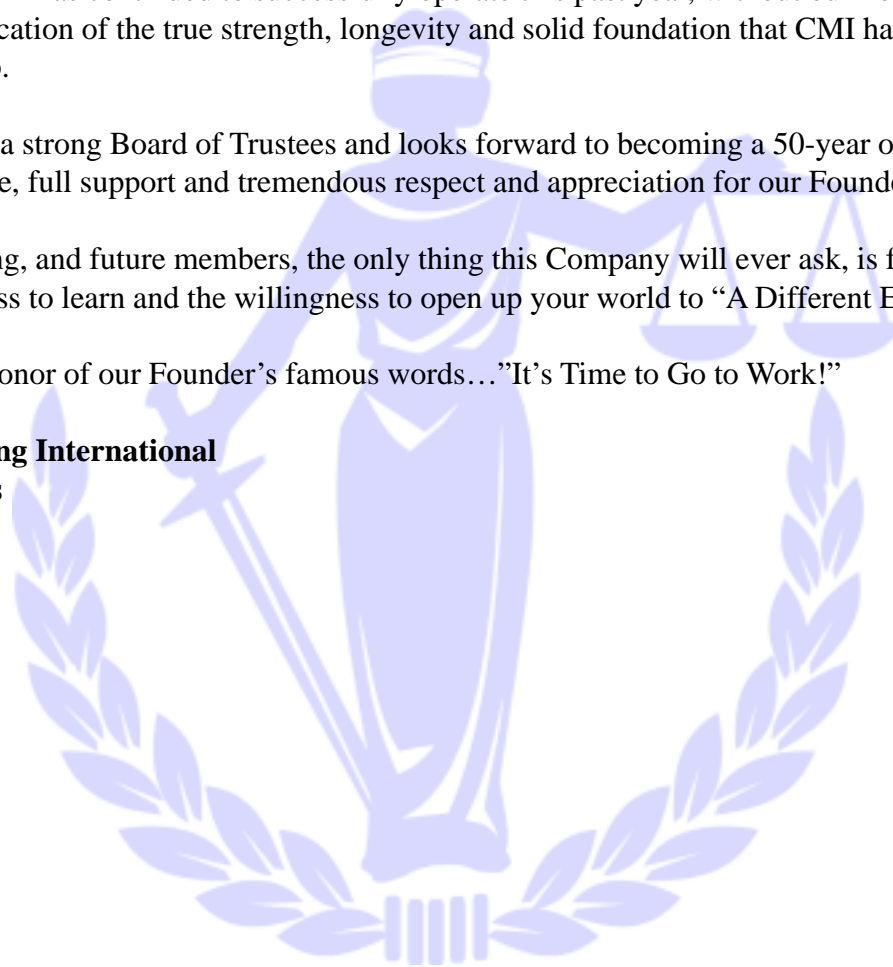 cation of the true strength, longevity and solid foundation that CMI ha
a strong Board of Trustees and looks forward to becoming a 50-year o
e, full support and tremendous respect and appreciation for our Found
ng, and future members, the only thing this Company will ever ask, is f
ss to learn and the willingness to open up your world to “A Different E
onor of our Founder’s famous words…”It’s Time to Go to Work!”
ng International
s